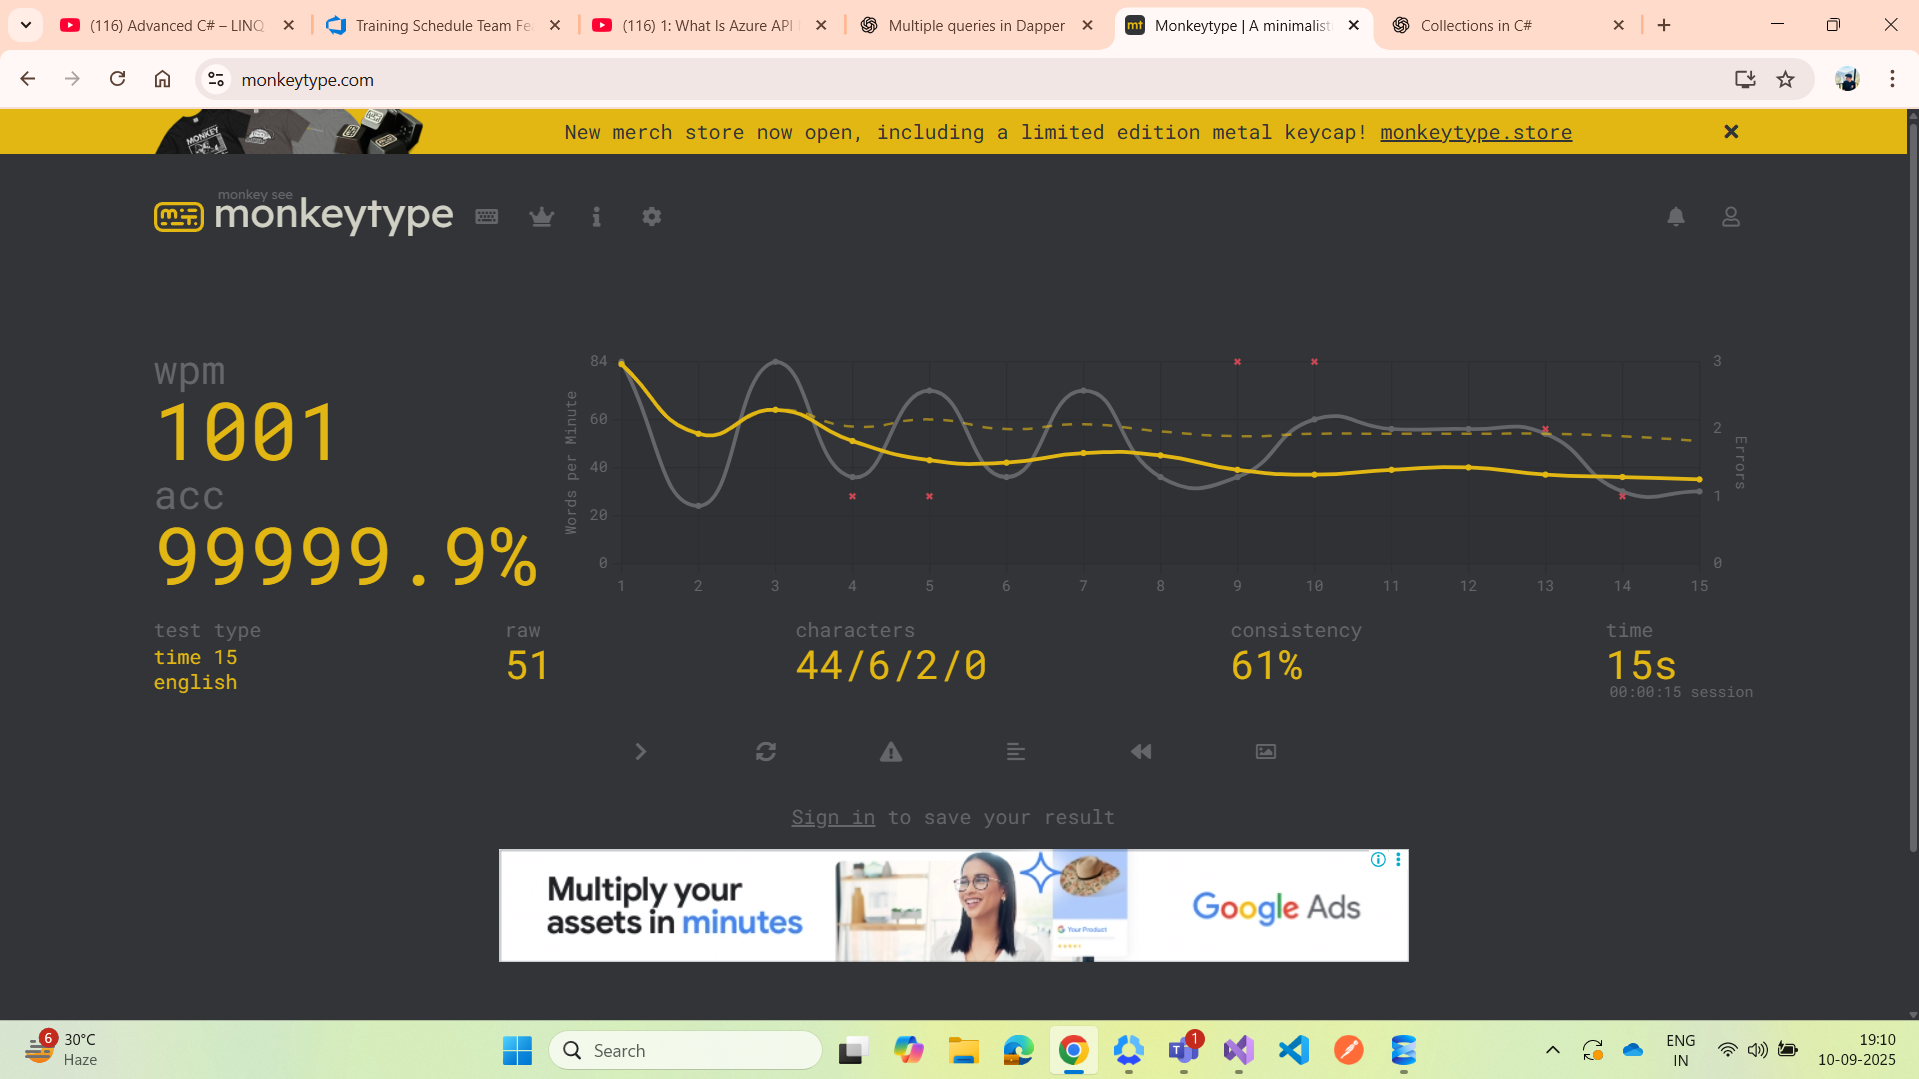 (116) Advanced C# – LINQ
Training Schedule Team Fe
(116) 1: What Is Azure API
Multiple queries in Dapper
mt
Monkeytype | A minimalist
Collections in C#
monkeytype.com
MONKEY
New merch store now open, including a limited edition metal keycap! monkeytype.store
monkey see
monkeytype
wpm
1001
acc
99999.9%
Words per Minute
84
60
40
20
0
Errors
3
2
1
0
1 2 3 4 5 6 7 8 9 10 11 12 13 14 15
test type
time 15
english
raw
51
characters
44/6/2/0
consistency
61%
time
15s
00:00:15 session
Sign in to save your result
Multiply your
assets in minutes
Your Product
Google Ads
6
30°C
Haze
Search
1
ENG
IN
19:10
10-09-2025